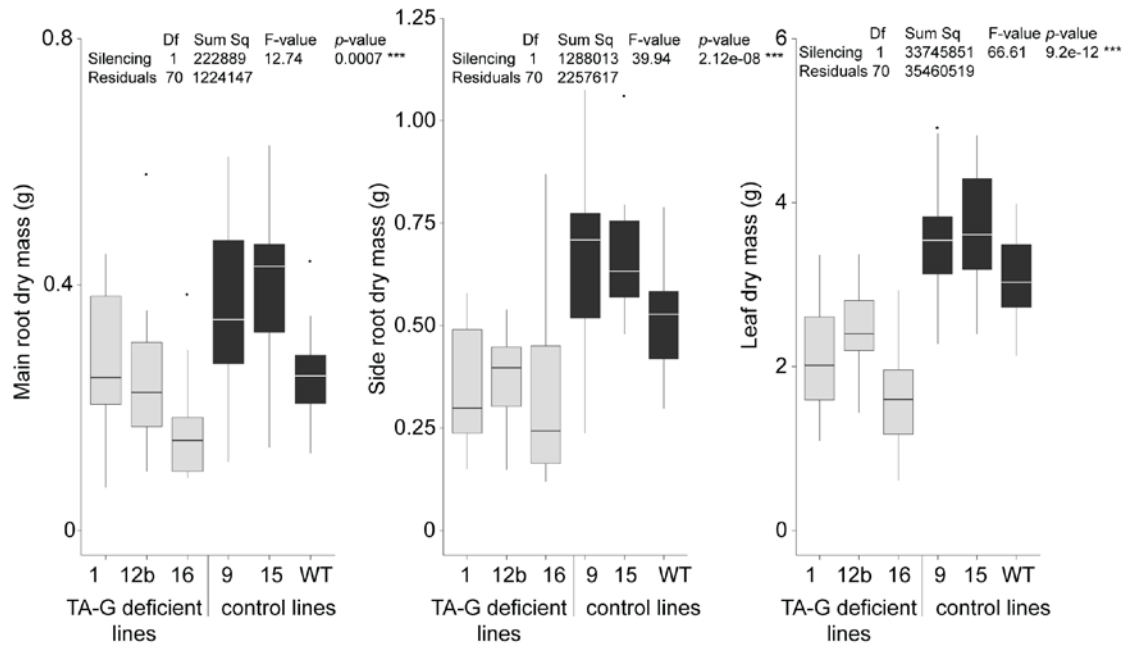 Main root dry mass (g)
0.8
0.4
0
Df Sum Sq F-value p-value
Silencing 1 222889 12.74 0.0007 ***
Residuals 70 1224147
1 12b 16 9 15 WT
TA-G deficient lines
control lines
Side root dry mass (g)
1.25
1.00
0.75
0.50
0.25
0
Df Sum Sq F-value p-value
Silencing 1 1288013 39.94 2.12e-08 ***
Residuals 70 2257617
1 12b 16 9 15 WT
TA-G deficient lines
control lines
Leaf dry mass (g)
6
4
2
0
Df Sum Sq F-value p-value
Silencing 1 33745851 66.61 9.2e-12 ***
Residuals 70 35460519
1 12b 16 9 15 WT
TA-G deficient lines
control lines